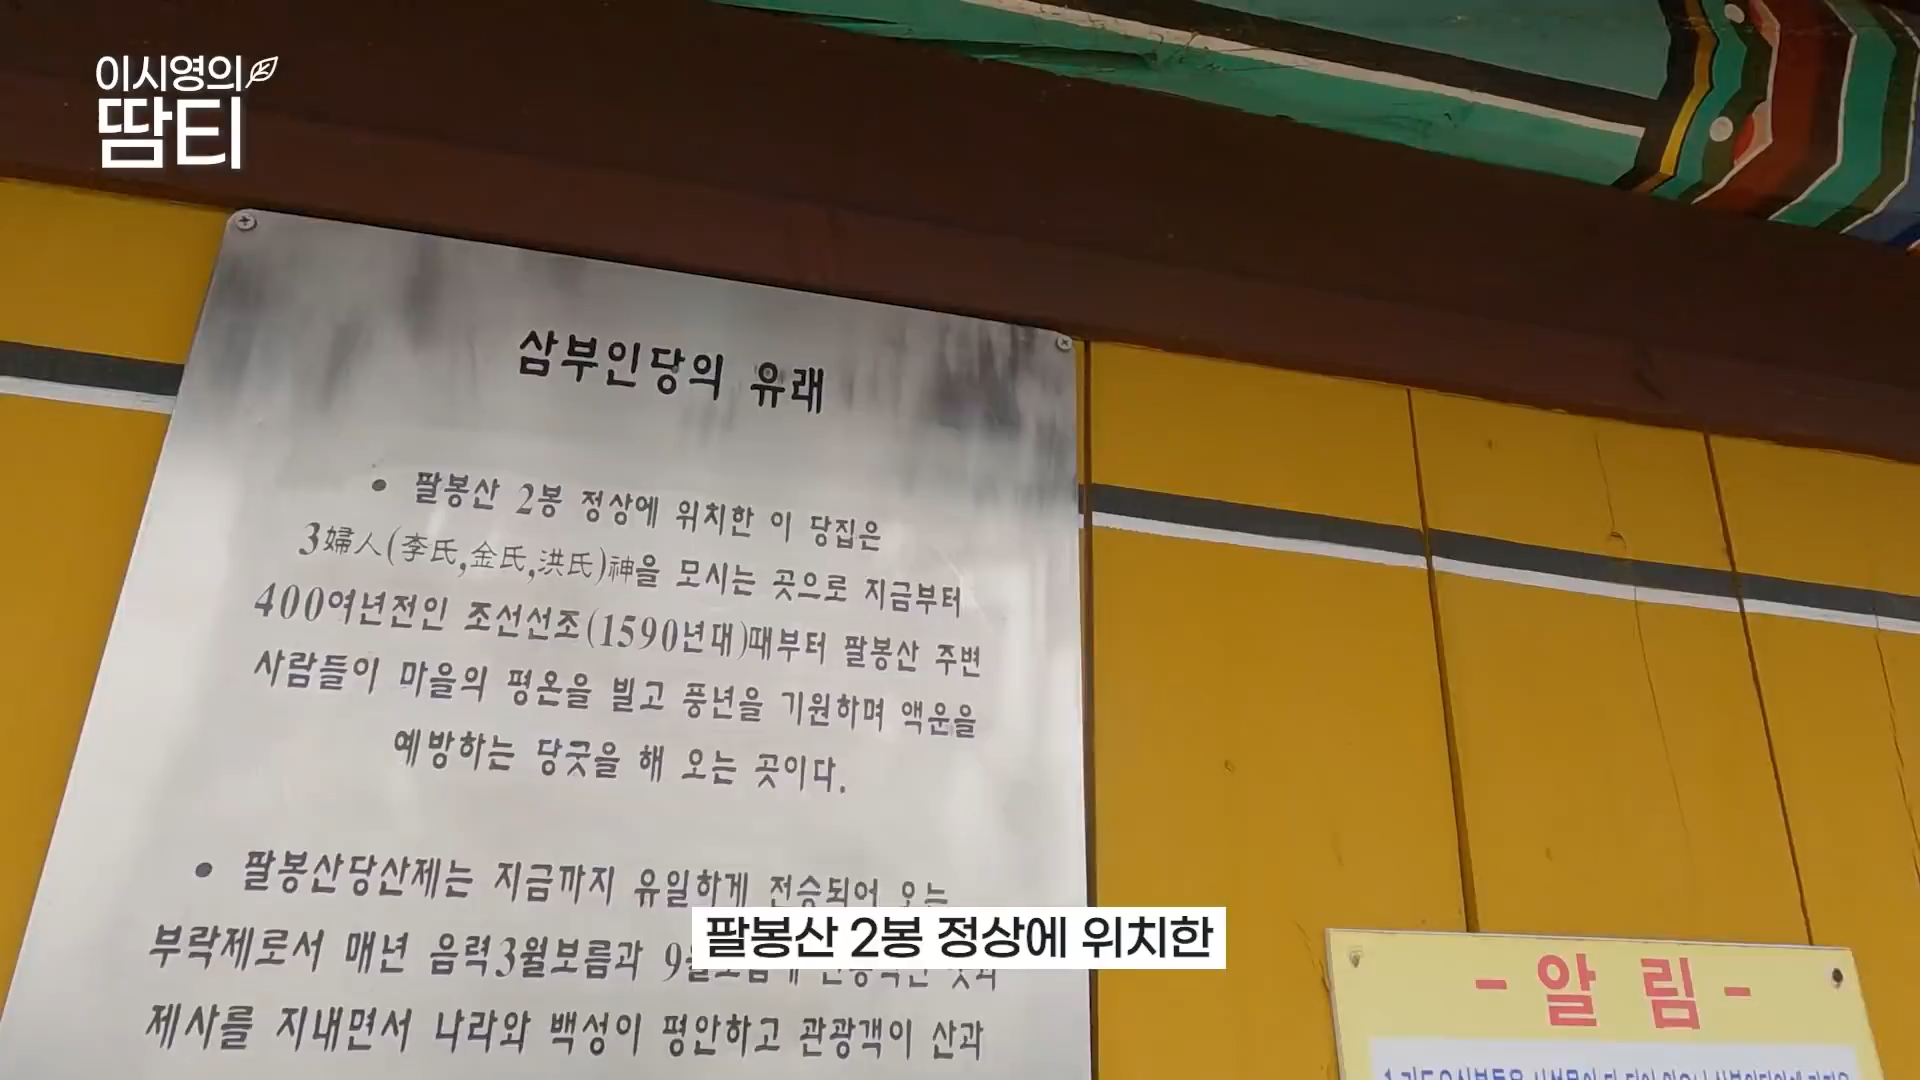 이시영의
땀티
삼부인당의 유래
• 팔봉산 2봉 정상에 위치한 이 당집은
3婦人(李氏,金氏,洪氏)神을 모시는 곳으로 지금부터
400여년전인 조선선조(1590년대)때부터 팔봉산 주변
사람들이 마을의 평온을 빌고 풍년을 기원하며 액운을
예방하는 당굿을 해 오는 곳이다.
• 팔봉산당산제는 지금까지 유일하게 전승되어 오는
부락제로서 매년 음력3월보름과 9월
제사를 지내면서 나라와 백성이 평안하고 관광객이 산과
팔봉산 2봉 정상에 위치한
- 알 림 -